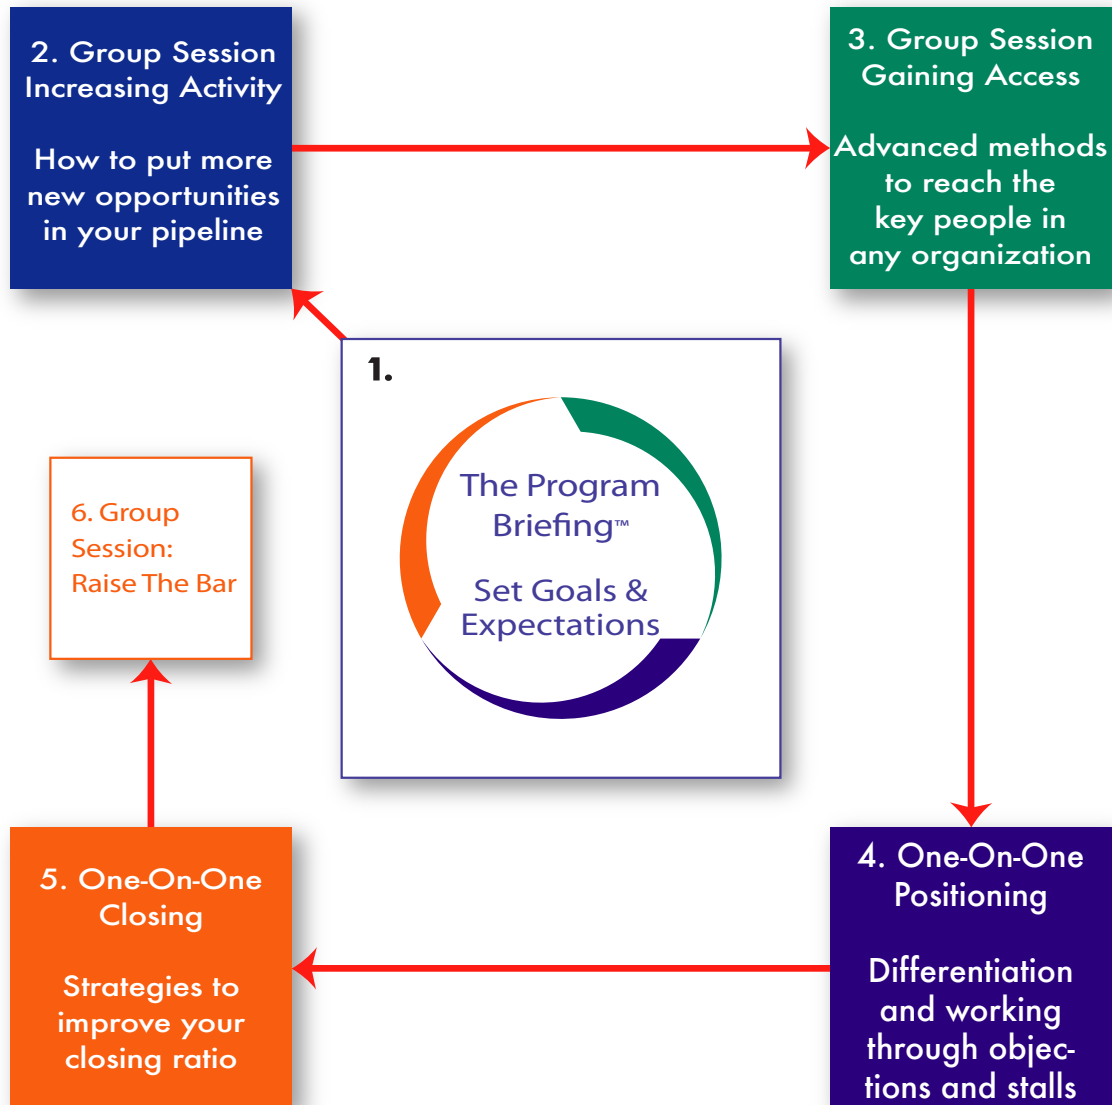 1.
The Program
Briefing™
Set Goals &
Expectations
2. Group Session
Increasing Activity
How to put more
new opportunities
in your pipeline
3. Group Session
Gaining Access
Advanced methods
to reach the
key people in
any organization
4. One-On-One
Positioning
Differentiation
and working
through objec-
tions and stalls
5. One-On-One
Closing
Strategies to
improve your
closing ratio
6. Group
Session:
Raise The Bar